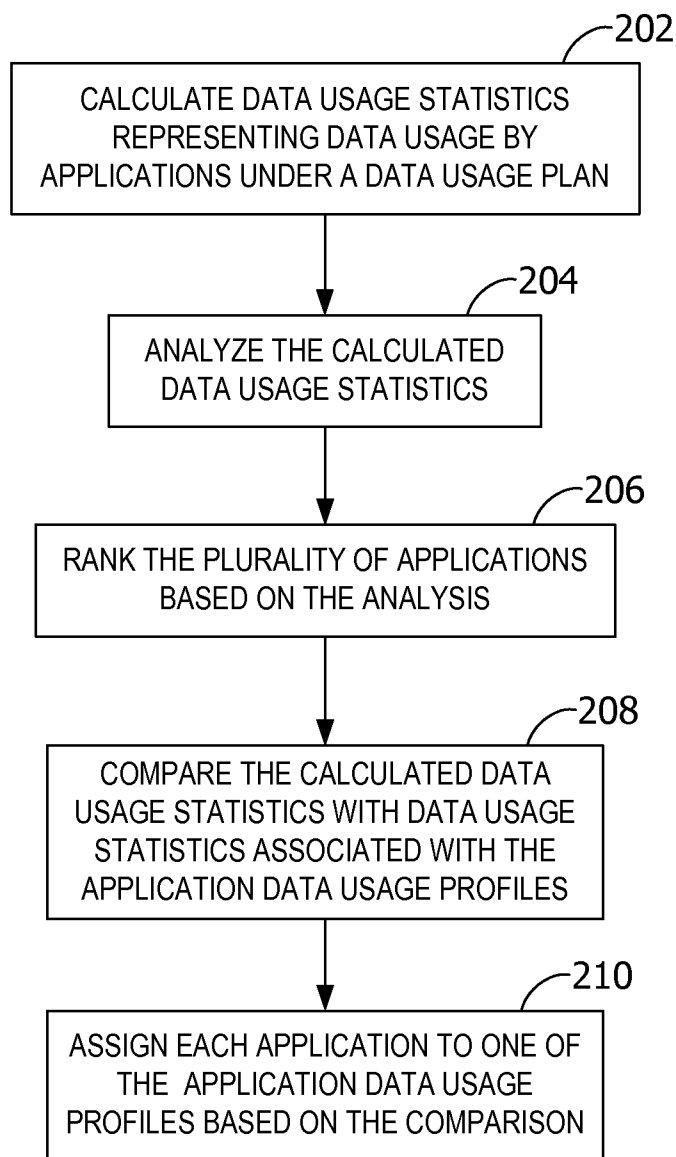 202
CALCULATE DATA USAGE STATISTICS
REPRESENTING DATA USAGE BY
APPLICATIONS UNDER A DATA USAGE PLAN
204
ANALYZE THE CALCULATED
DATA USAGE STATISTICS
206
RANK THE PLURALITY OF APPLICATIONS
BASED ON THE ANALYSIS
208
COMPARE THE CALCULATED DATA
USAGE STATISTICS WITH DATA USAGE
STATISTICS ASSOCIATED WITH THE
APPLICATION DATA USAGE PROFILES
210
ASSIGN EACH APPLICATION TO ONE OF
THE APPLICATION DATA USAGE
PROFILES BASED ON THE COMPARISON